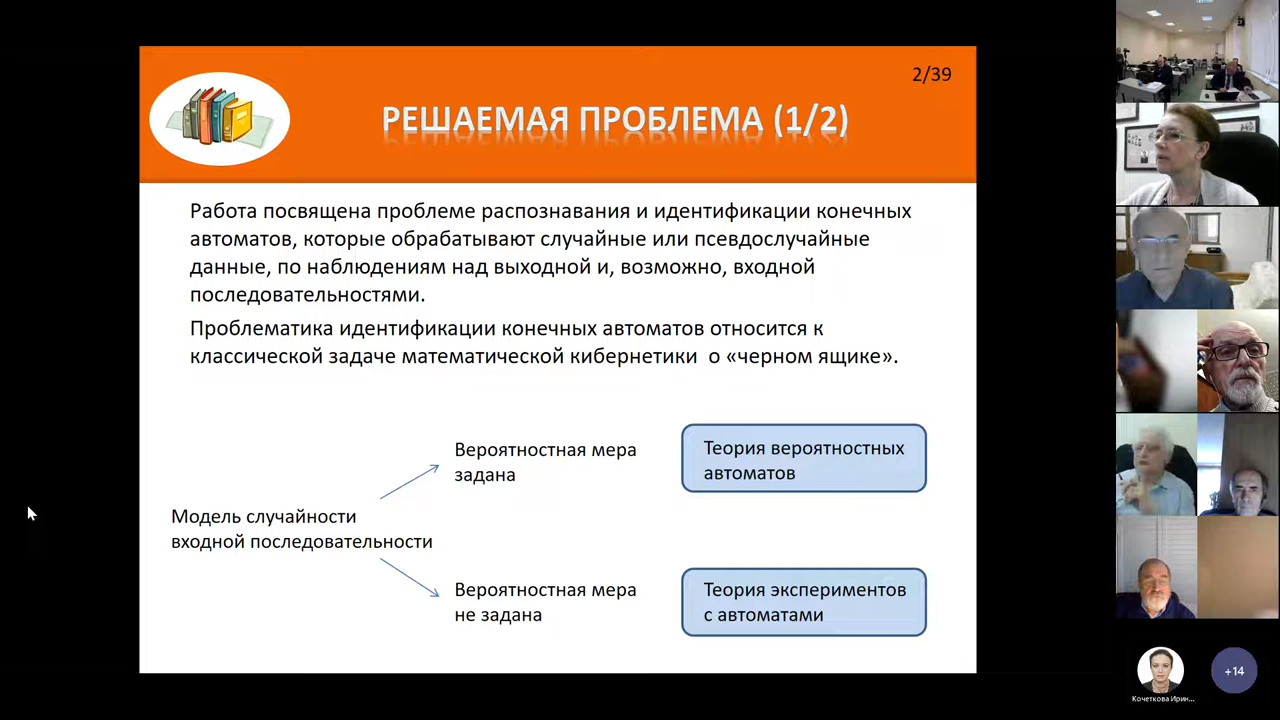 2/39
РЕШАЕМАЯ ПРОБЛЕМА (1/2)
Работа посвящена проблеме распознавания и идентификации конечных
автоматов, которые обрабатывают случайные или псевдослучайные
данные, по наблюдениям над выходной и, возможно, входной
последовательностями.
Проблематика идентификации конечных автоматов относится к
классической задаче математической кибернетики о «черном ящике».
Вероятностная мера
задана
Теория вероятностных
автоматов
Модель случайности
входной последовательности
Вероятностная мера
не задана
Теория экспериментов
с автоматами
Кочеткова Ирин...
+14